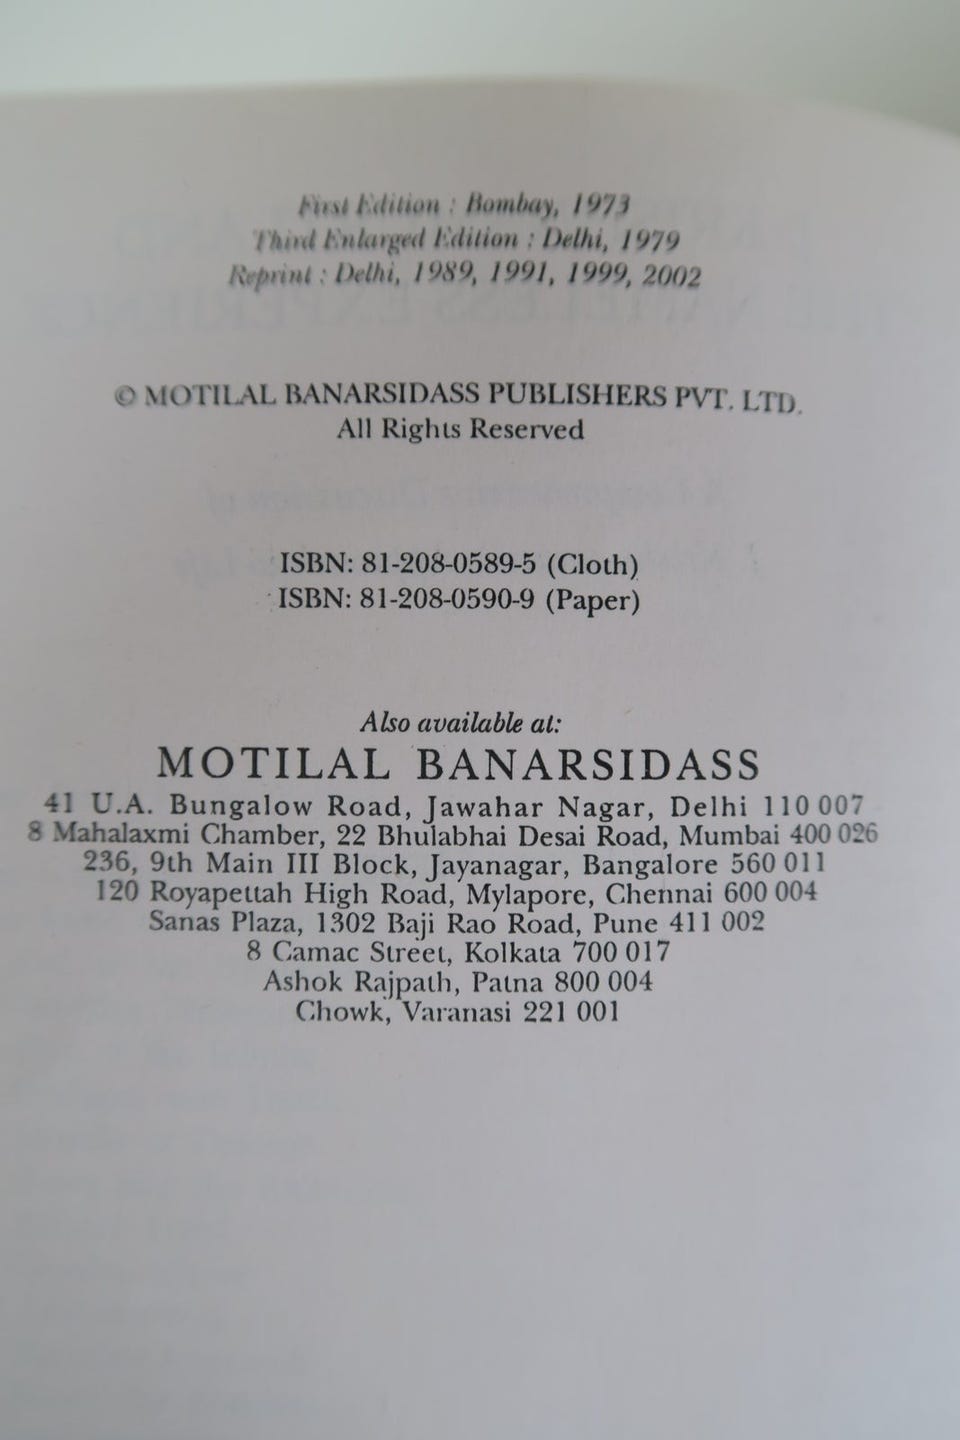 First Edition : Bombay, 1973
Third Enlarged Edition : Delhi, 1979
Reprint : Delhi, 1989, 1991, 1999, 2002
© MOTILAL BANARSIDASS PUBLISHERS PVT. LTD.
All Rights Reserved
ISBN: 81-208-0589-5 (Cloth)
ISBN: 81-208-0590-9 (Paper)
Also available at:
MOTILAL BANARSIDASS
41 U.A. Bungalow Road, Jawahar Nagar, Delhi 110 007
8 Mahalaxmi Chamber, 22 Bhulabhai Desai Road, Mumbai 400 026
236, 9th Main III Block, Jayanagar, Bangalore 560 011
120 Royapettah High Road, Mylapore, Chennai 600 004
Sanas Plaza, 1302 Baji Rao Road, Pune 411 002
8 Camac Street, Kolkata 700 017
Ashok Rajpath, Patna 800 004
Chowk, Varanasi 221 001